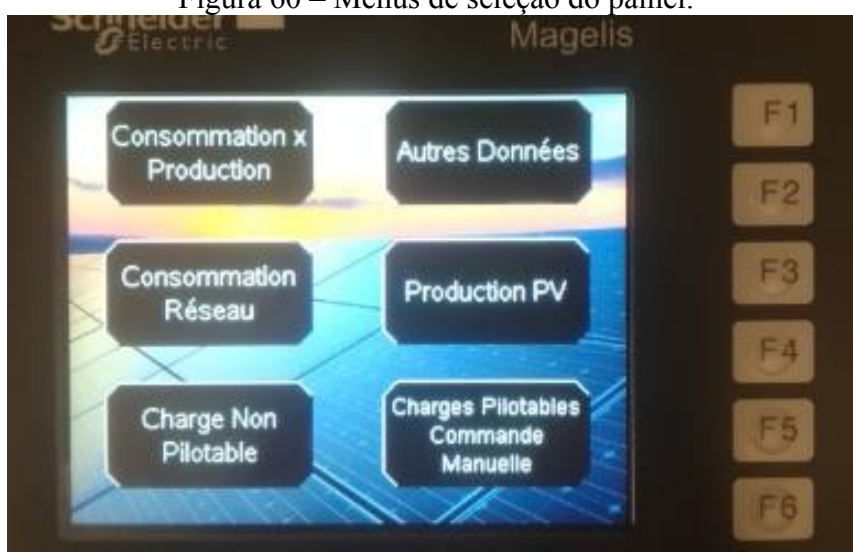 Figura 60 – Menus de seleção do painel.
Schneider
Electric
Magelis
Consommation x
Production
Autres Données
Consommation
Réseau
Production PV
Charge Non
Pilotable
Charges Pilotables
Commande
Manuelle
F1
F2
F3
F4
F5
F6